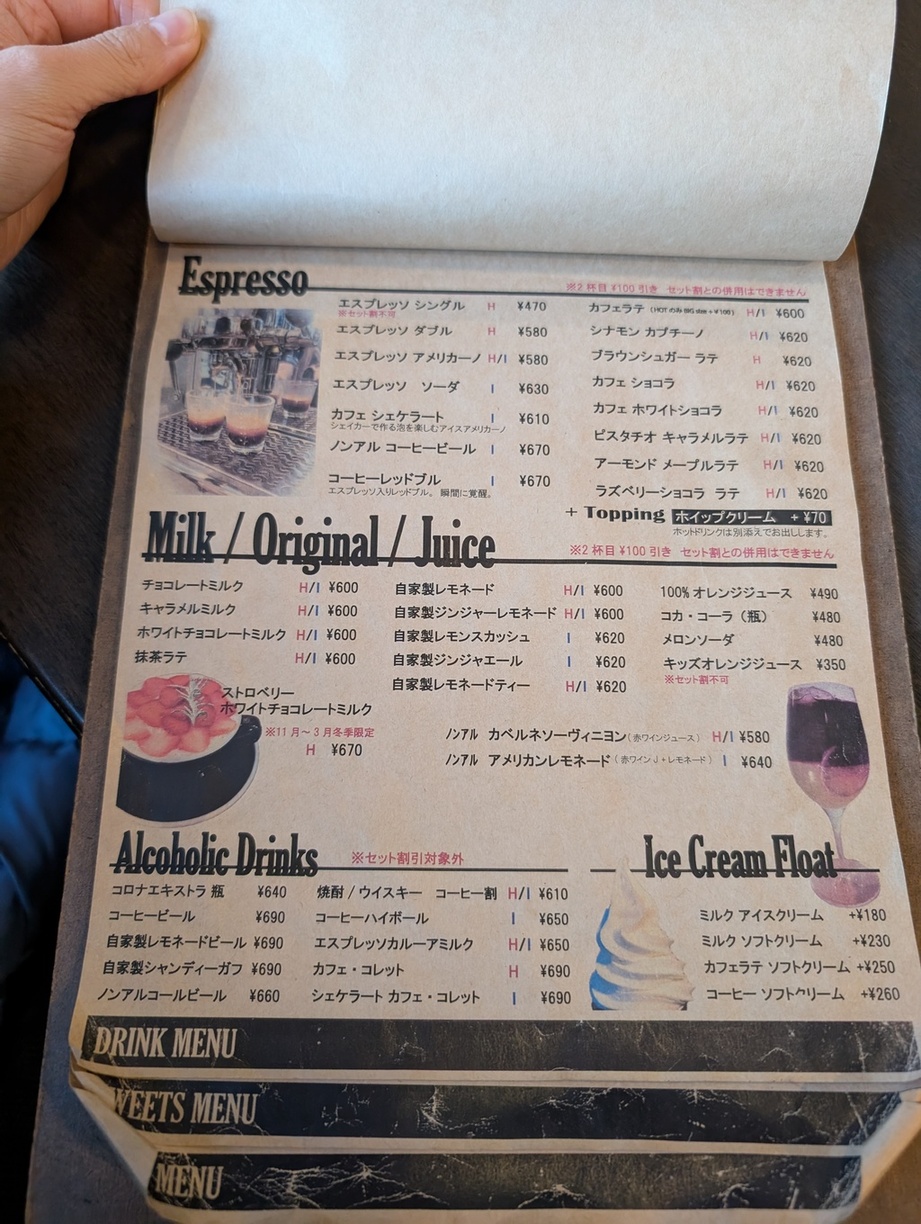 Espresso
※2杯目 ¥100 引き セット割との併用はできません
エスプレッソ シングル H ¥470
※セット割不可
エスプレッソ ダブル H ¥580
エスプレッソ アメリカーノ H/I ¥580
エスプレッソ ソーダ I ¥630
カフェ シェケラート I ¥610
シェイカーで作る泡を楽しむアイスアメリカーノ
ノンアル コーヒービール I ¥670
コーヒーレッドブル I ¥670
エスプレッソ入りレッドブル。瞬間に覚醒。
カフェラテ (HOT のみ BIG size + ¥100) H/I ¥600
シナモン カプチーノ H/I ¥620
ブラウンシュガー ラテ H ¥620
カフェ ショコラ H/I ¥620
カフェ ホワイトショコラ H/I ¥620
ピスタチオ キャラメルラテ H/I ¥620
アーモンド メープルラテ H/I ¥620
ラズベリーショコラ ラテ H/I ¥620
+ Topping ホイップクリーム + ¥70
ホットドリンクは別添えでお出しします。
Milk / Original / Juice
※2杯目 ¥100 引き セット割との併用はできません
チョコレートミルク H/I ¥600
キャラメルミルク H/I ¥600
ホワイトチョコレートミルク H/I ¥600
抹茶ラテ H/I ¥600
ストロベリー
ホワイトチョコレートミルク
※11月〜3月冬季限定
H ¥670
自家製レモネード H/I ¥600
自家製ジンジャーレモネード H/I ¥600
自家製レモンスカッシュ I ¥620
自家製ジンジャエール I ¥620
自家製レモネードティー H/I ¥620
100% オレンジジュース ¥490
コカ・コーラ（瓶） ¥480
メロンソーダ ¥480
キッズオレンジジュース ¥350
※セット割不可
ノンアル カベルネソーヴィニヨン（赤ワインジュース） H/I ¥580
ノンアル アメリカンレモネード（赤ワインJ・レモネード） I ¥640
Alcoholic Drinks
※セット割引対象外
コロナエキストラ 瓶 ¥640
コーヒービール ¥690
自家製レモネードビール ¥690
自家製シャンディーガフ ¥690
ノンアルコールビール ¥660
焼酎 / ウイスキー コーヒー割 H/I ¥610
コーヒーハイボール I ¥650
エスプレッソカルーアミルク H/I ¥650
カフェ・コレット H ¥690
シェケラート カフェ・コレット I ¥690
Ice Cream Float
ミルク アイスクリーム +¥180
ミルク ソフトクリーム +¥230
カフェラテ ソフトクリーム +¥250
コーヒー ソフトクリーム +¥260
DRINK MENU
WEETS MENU
MENU